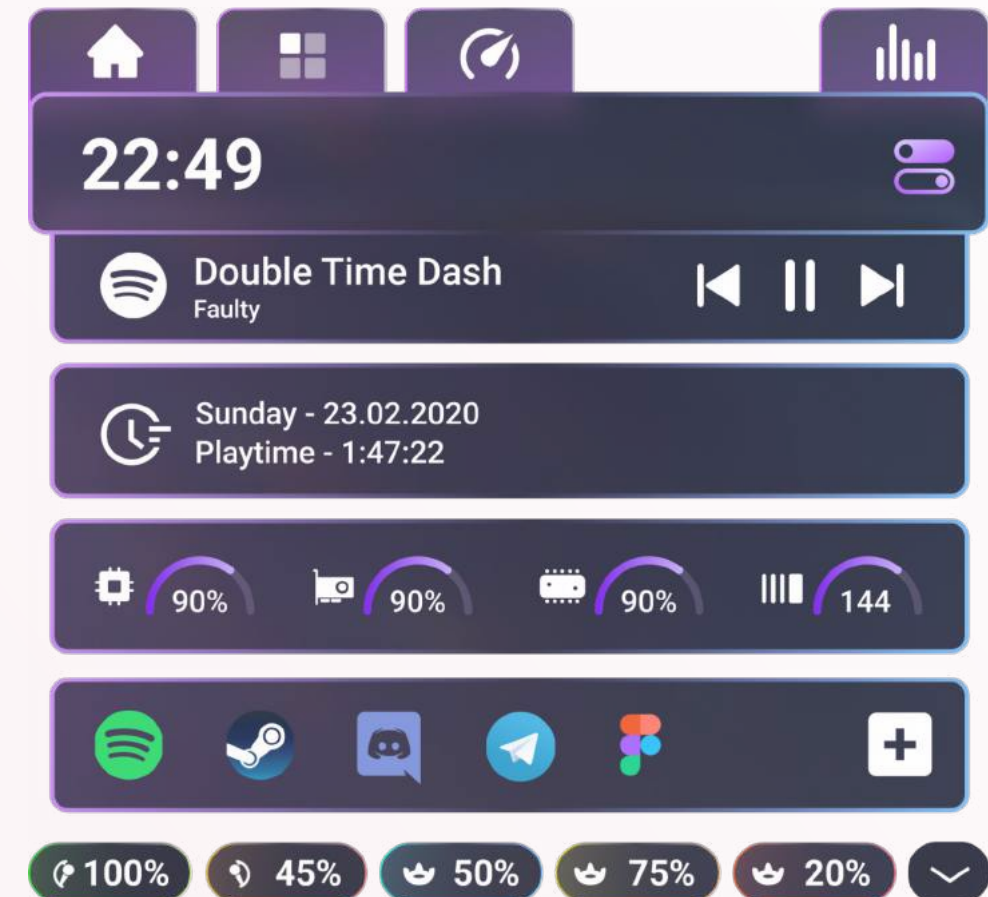 22:49
Double Time Dash
Faulty
Sunday - 23.02.2020
Playtime - 1:47:22
90% 90% 90% 144
100% 45% 50% 75% 20%